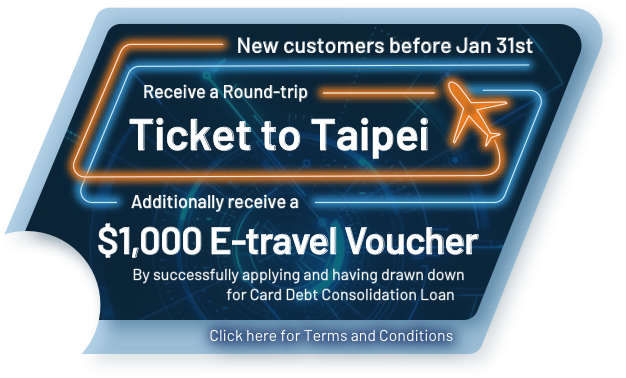 New customers before Jan 31st
Receive a Round-trip
Ticket to Taipei
Additionally receive a
$1,000 E-travel Voucher
By successfully applying and having drawn down
for Card Debt Consolidation Loan
Click here for Terms and Conditions